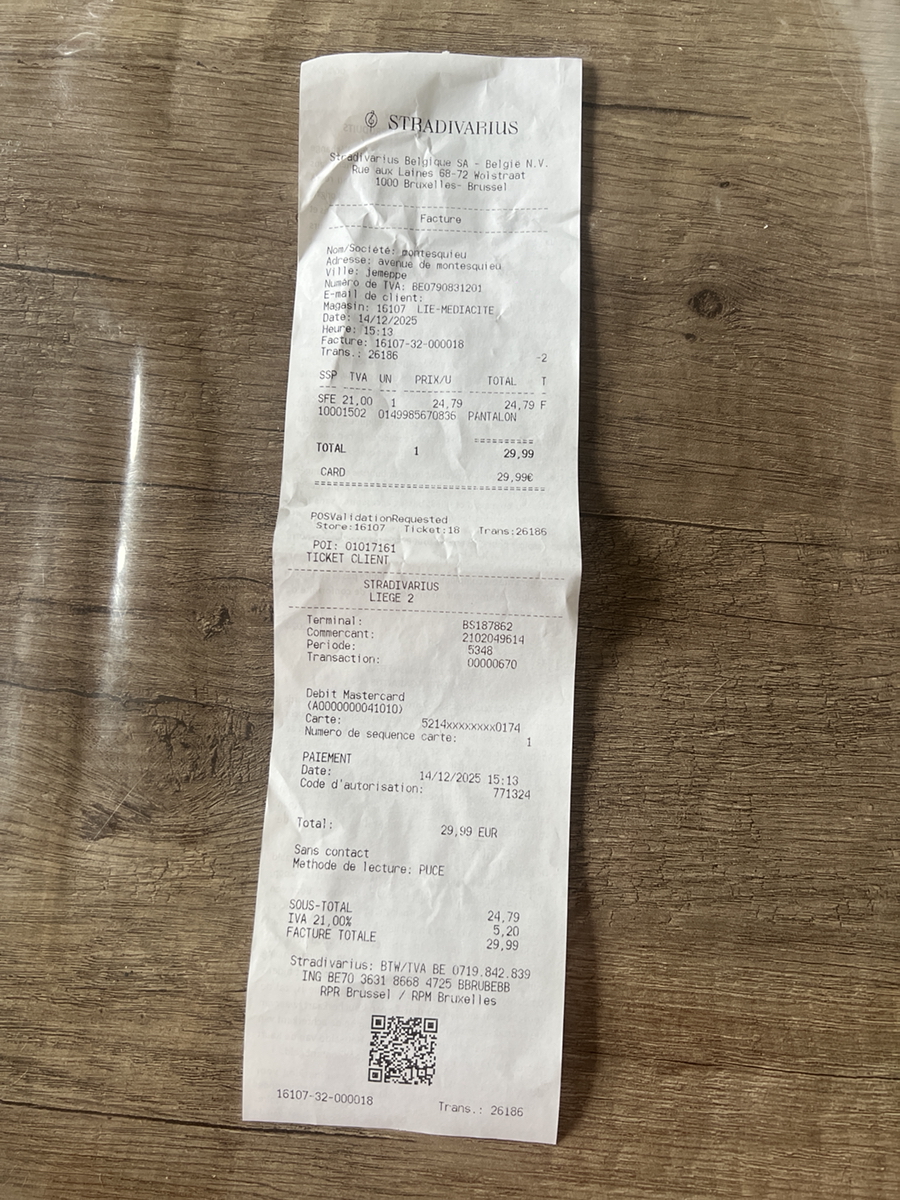 STRADIVARIUS
Stradivarius Belgique SA - Belgie N.V.
Rue aux Laines 68-72 Wolstraat
1000 Bruxelles- Brussel
Facture
Nom/Société: montesquieu
Adresse: avenue de montesquieu
Ville: jemeppe
Numéro de TVA: BE0790831201
E-mail de client:
Magasin: 16107 LIE-MEDIACITE
Date: 14/12/2025
Heure: 15:13
Facture: 16107-32-000018
Trans.: 26186 -2
SSP TVA UN PRIX/U TOTAL T
SFE 21,00 1 24,79 24,79 F
10001502 0149985670836 PANTALON
TOTAL 1 29,99
CARD 29,99€
POSValidationRequested
Store:16107 Ticket:18 Trans:26186
POI: 01017161
TICKET CLIENT
STRADIVARIUS
LIEGE 2
Terminal: BS187862
Commercant: 2102049614
Periode: 5348
Transaction: 00000670
Debit Mastercard
(A0000000041010)
Carte: 5214xxxxxxxx0174
Numero de sequence carte: 1
PAIEMENT
Date: 14/12/2025 15:13
Code d'autorisation: 771324
Total: 29,99 EUR
Sans contact
Methode de lecture: PUCE
SOUS-TOTAL 24,79
IVA 21,00% 5,20
FACTURE TOTALE 29,99
Stradivarius: BTW/TVA BE 0719.842.839
ING BE70 3631 8668 4725 BBRUBEBB
RPR Brussel / RPM Bruxelles
16107-32-000018 Trans.: 26186